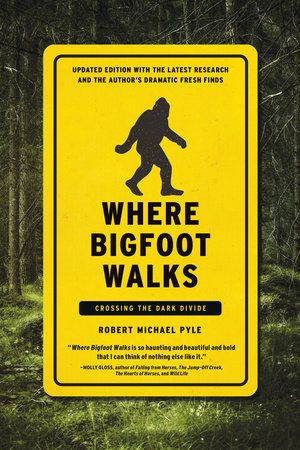 UPDATED EDITION WITH THE LATEST RESEARCH
AND THE AUTHOR'S DRAMATIC FRESH FINDS
WHERE
BIGFOOT
WALKS
CROSSING THE DARK DIVIDE
ROBERT MICHAEL PYLE
“Where Bigfoot Walks is so haunting and beautiful and bold
that I can think of nothing else like it.”
—MOLLY GLOSS, author of Falling from Horses, The Jump-Off Creek,
The Hearts of Horses, and Wild Life